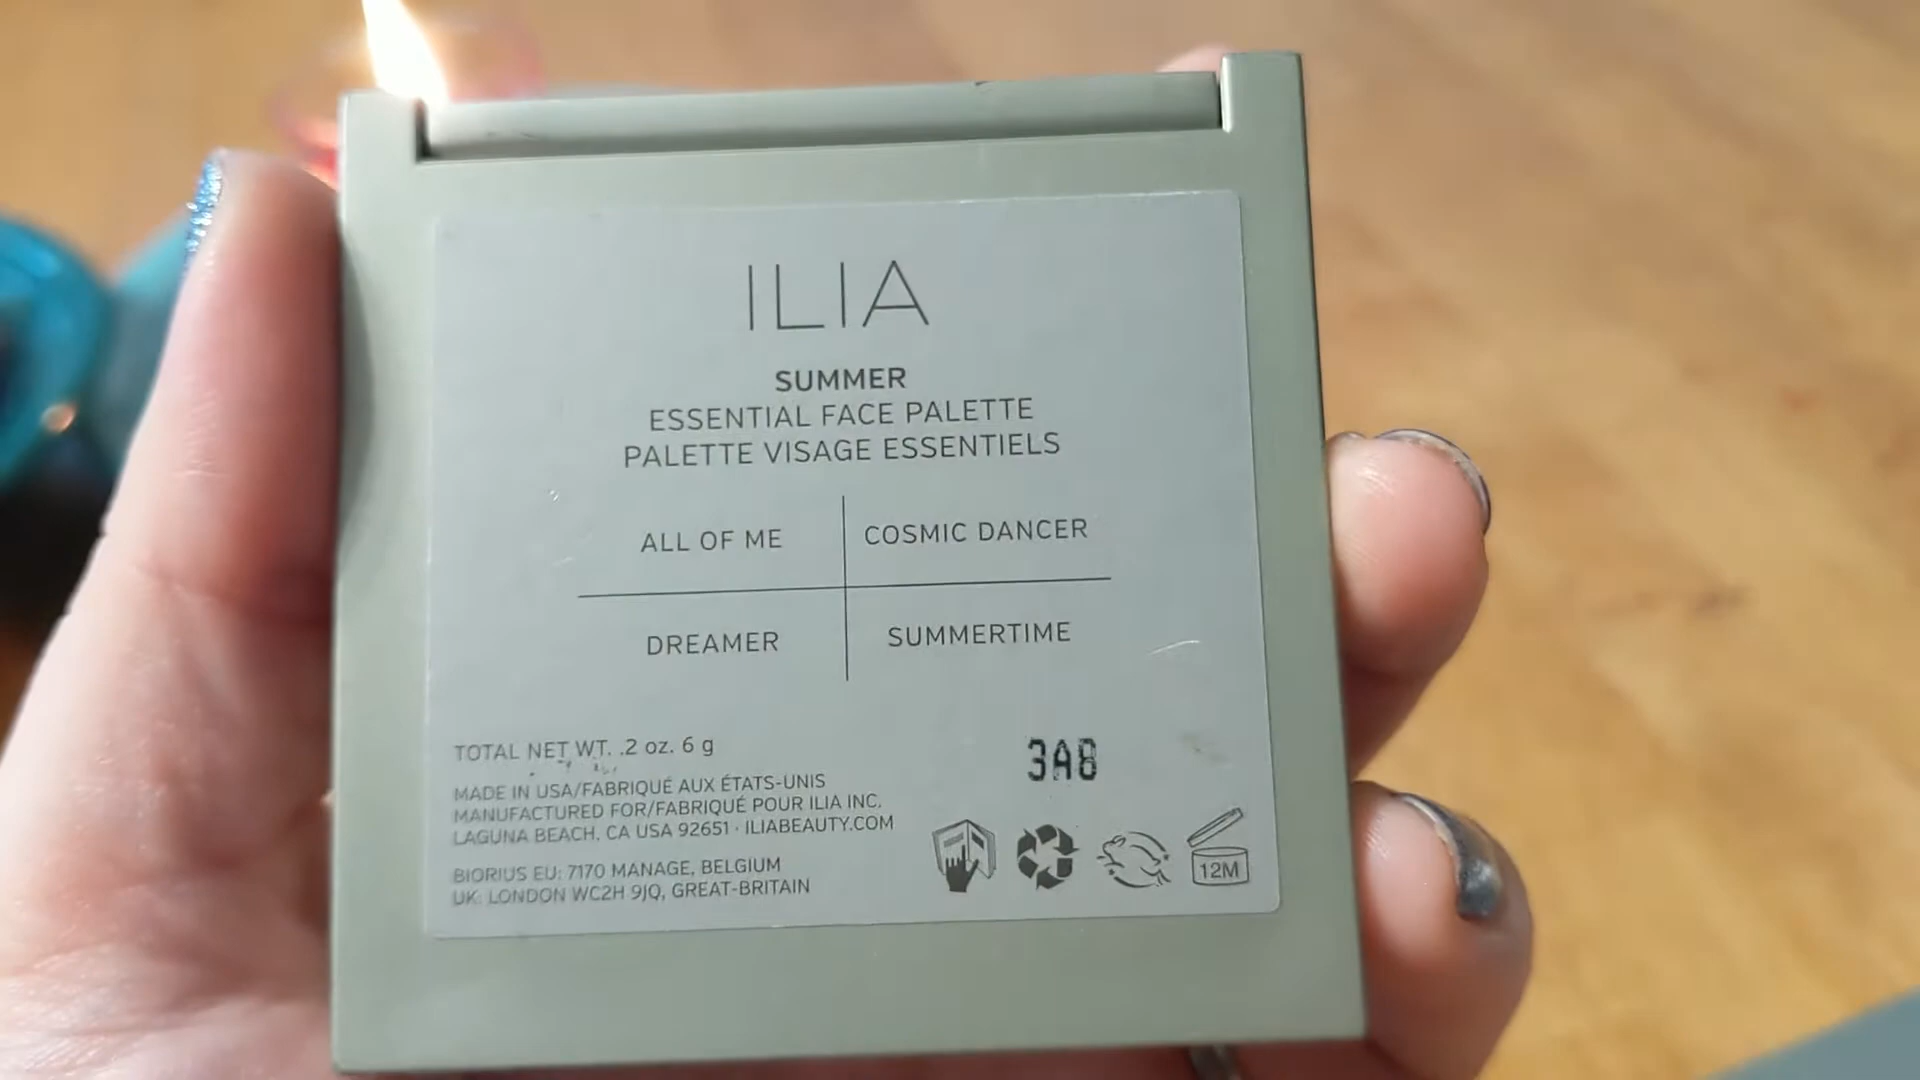 ILIA
SUMMER
ESSENTIAL FACE PALETTE
PALETTE VISAGE ESSENTIELS
ALL OF ME
COSMIC DANCER
DREAMER
SUMMERTIME
TOTAL NET WT. .2 oz. 6 g
3A8
MADE IN USA/FABRIQUÉ AUX ÉTATS-UNIS
MANUFACTURED FOR/FABRIQUÉ POUR ILIA INC.
LAGUNA BEACH, CA USA 92651 · ILIABEAUTY.COM
BIORIUS EU: 7170 MANAGE, BELGIUM
UK: LONDON WC2H 9JQ, GREAT-BRITAIN
12M